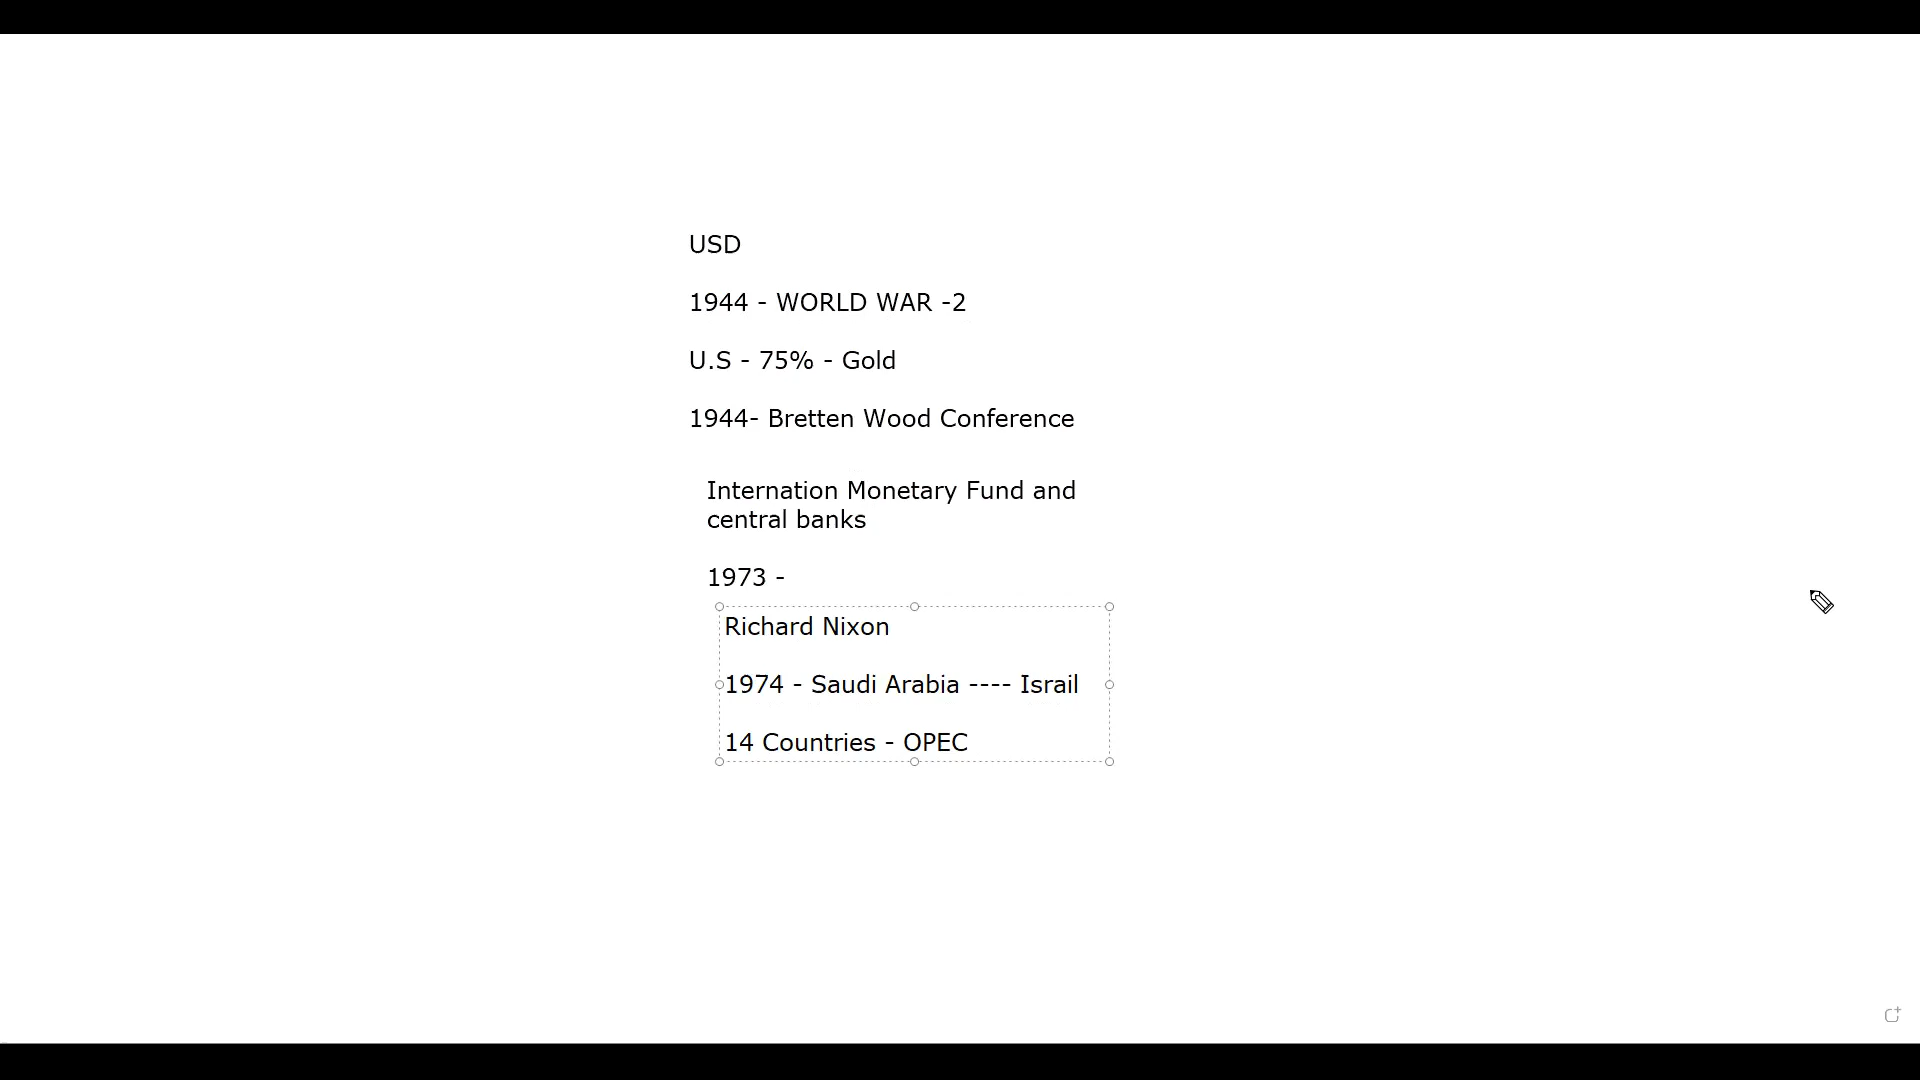 USD
1944 - WORLD WAR -2
U.S - 75% - Gold
1944- Bretten Wood Conference
Internation Monetary Fund and
central banks
1973 -
Richard Nixon
1974 - Saudi Arabia ---- Israil
14 Countries - OPEC